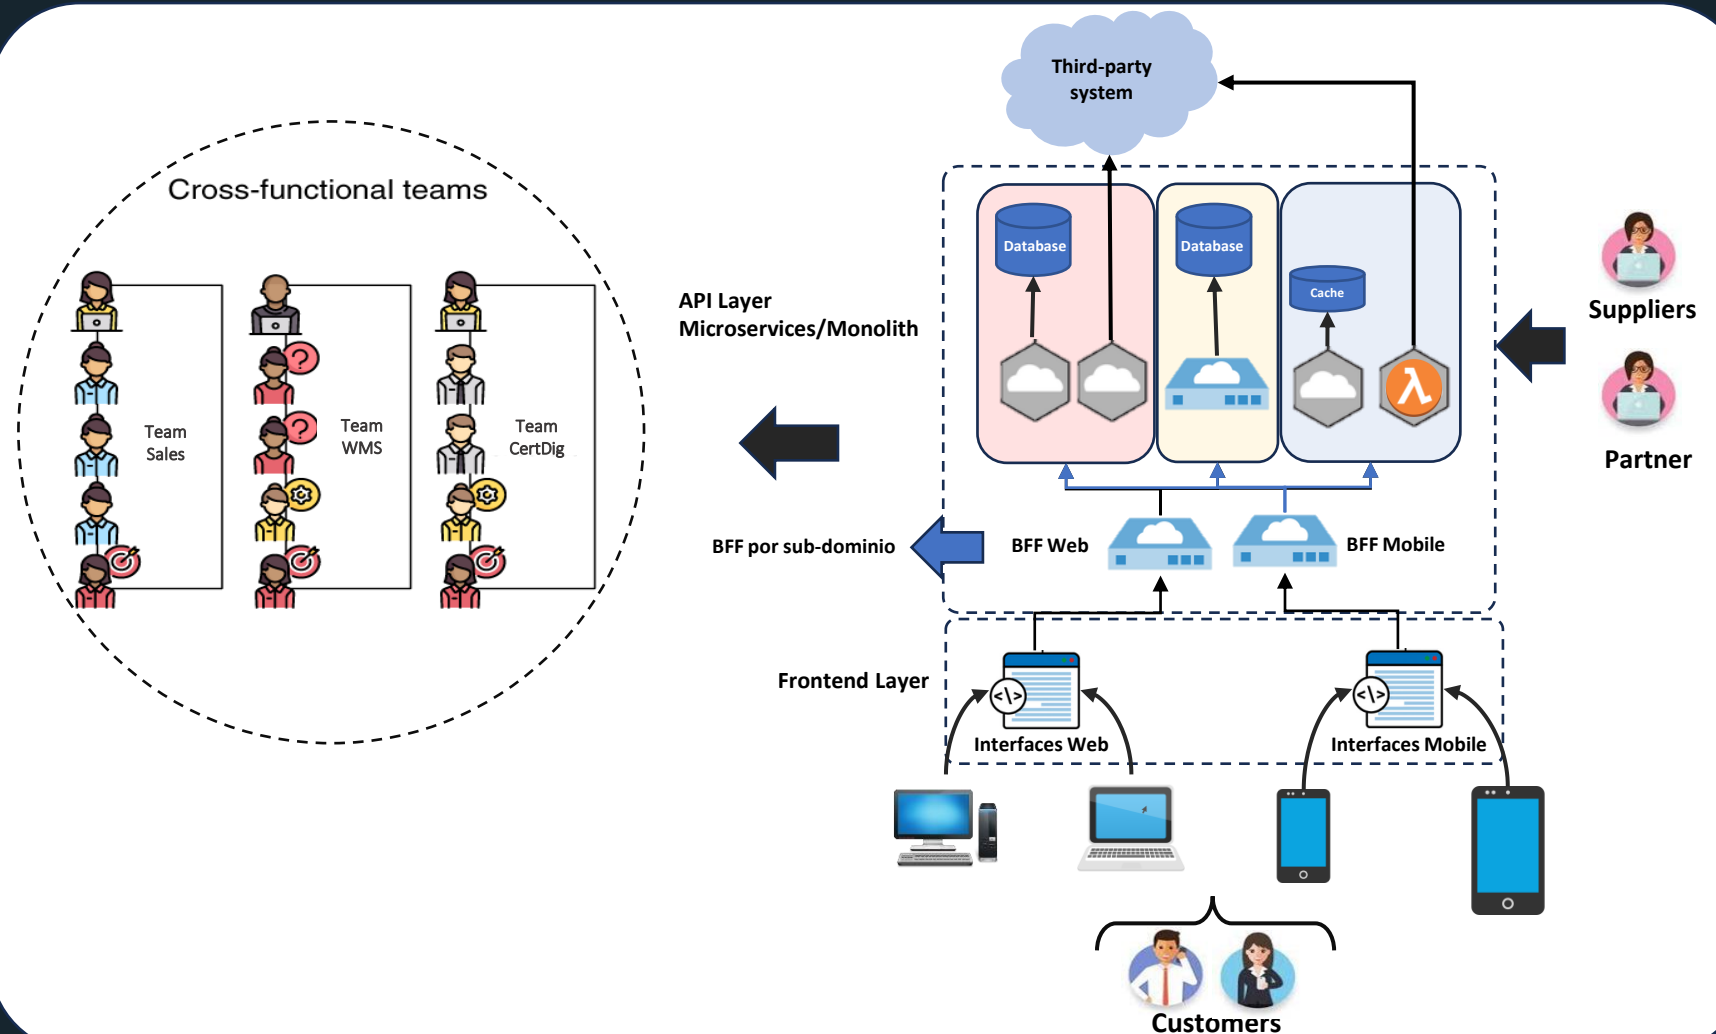 Third-party
system
Cross-functional teams
Database
Database
Cache
API Layer
Microservices/Monolith
Suppliers
Partner
Team
Sales
Team
WMS
Team
CertDig
BFF por sub-dominio
BFF Web
BFF Mobile
Frontend Layer
</>
</>
Interfaces Web
Interfaces Mobile
Customers